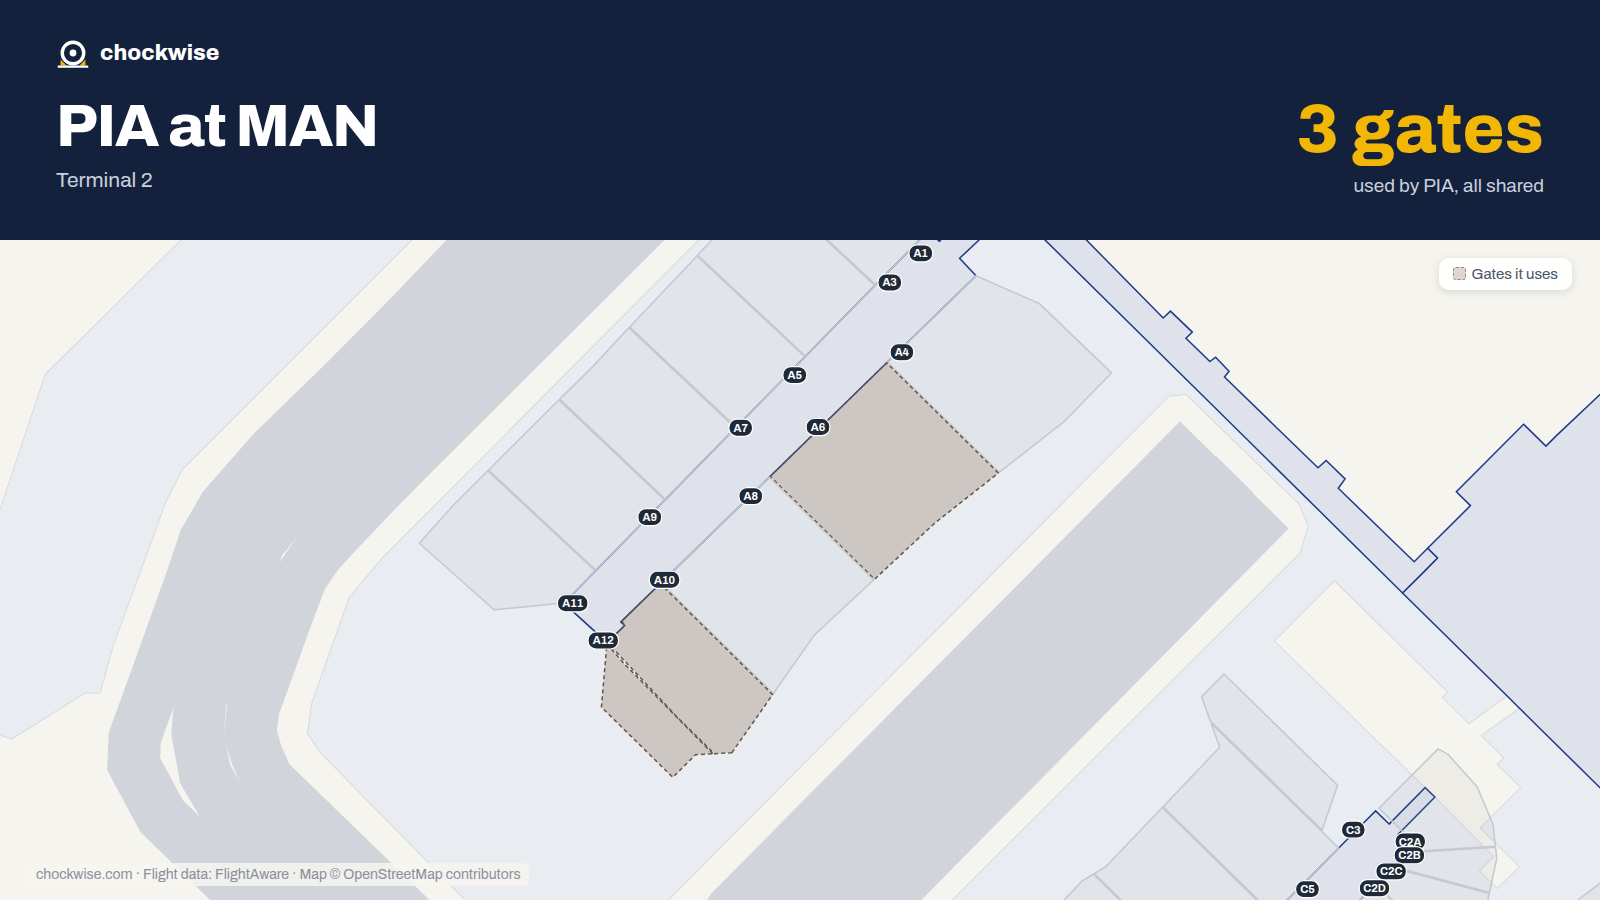 chockwise
PIA at MAN
Terminal 2
3 gates
used by PIA, all shared
Gates it uses
A1
A3
A4
A5
A6
A7
A8
A9
A10
A11
A12
C3
C2A
C2B
C2C
C2D
C5
chockwise.com · Flight data: FlightAware · Map © OpenStreetMap contributors